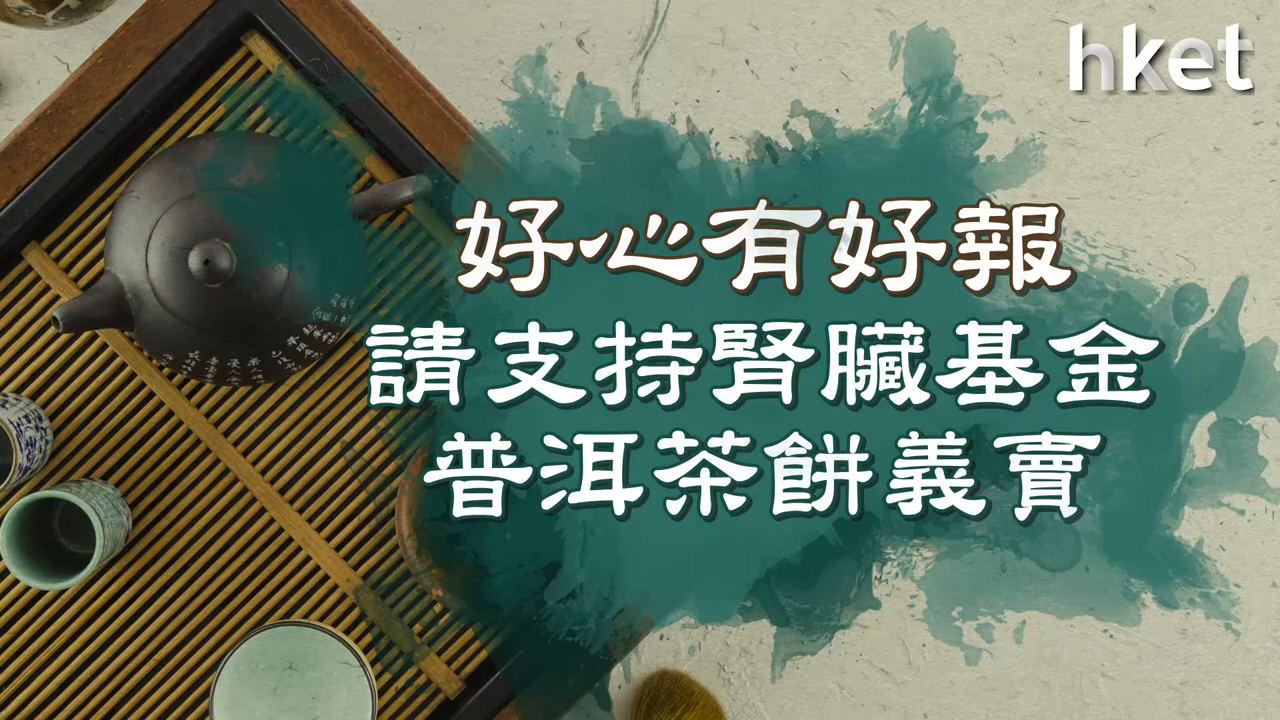 hket
好心有好報
請支持腎臟基金
普洱茶餅義賣